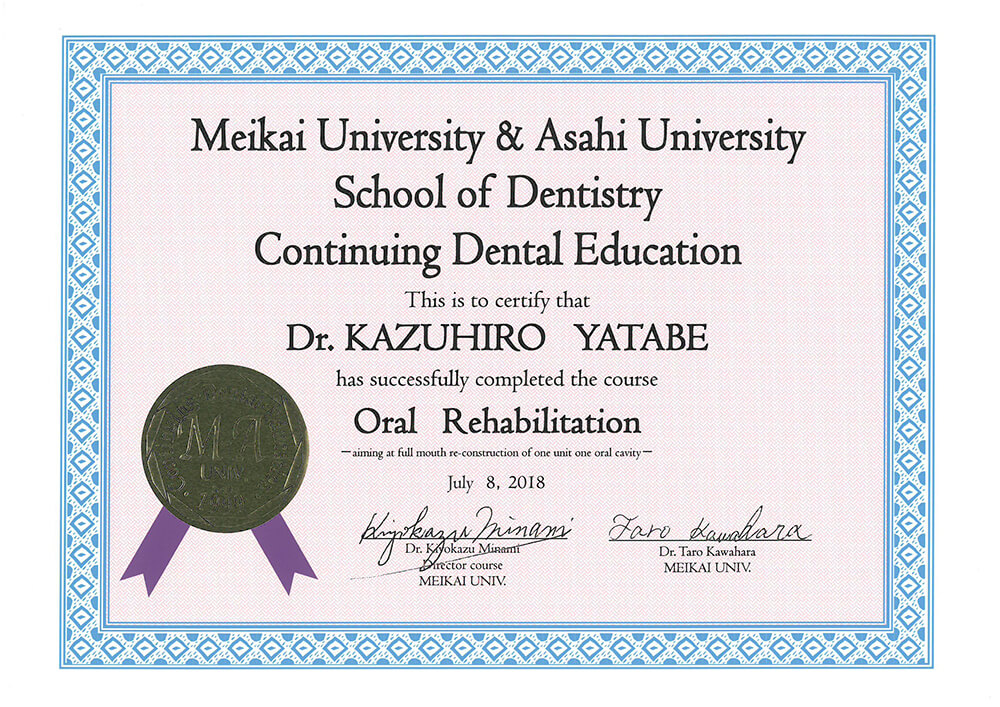 Meikai University & Asahi University
School of Dentistry
Continuing Dental Education
This is to certify that
Dr. KAZUHIRO YATABE
has successfully completed the course
Oral Rehabilitation
—aiming at full mouth re-construction of one unit one oral cavity—
July 8, 2018
Kiyokazu Minami
Taro Kawahara
Dr. Kiyokazu Minami
Director course
MEIKAI UNIV.
Dr. Taro Kawahara
MEIKAI UNIV.
UNIV.